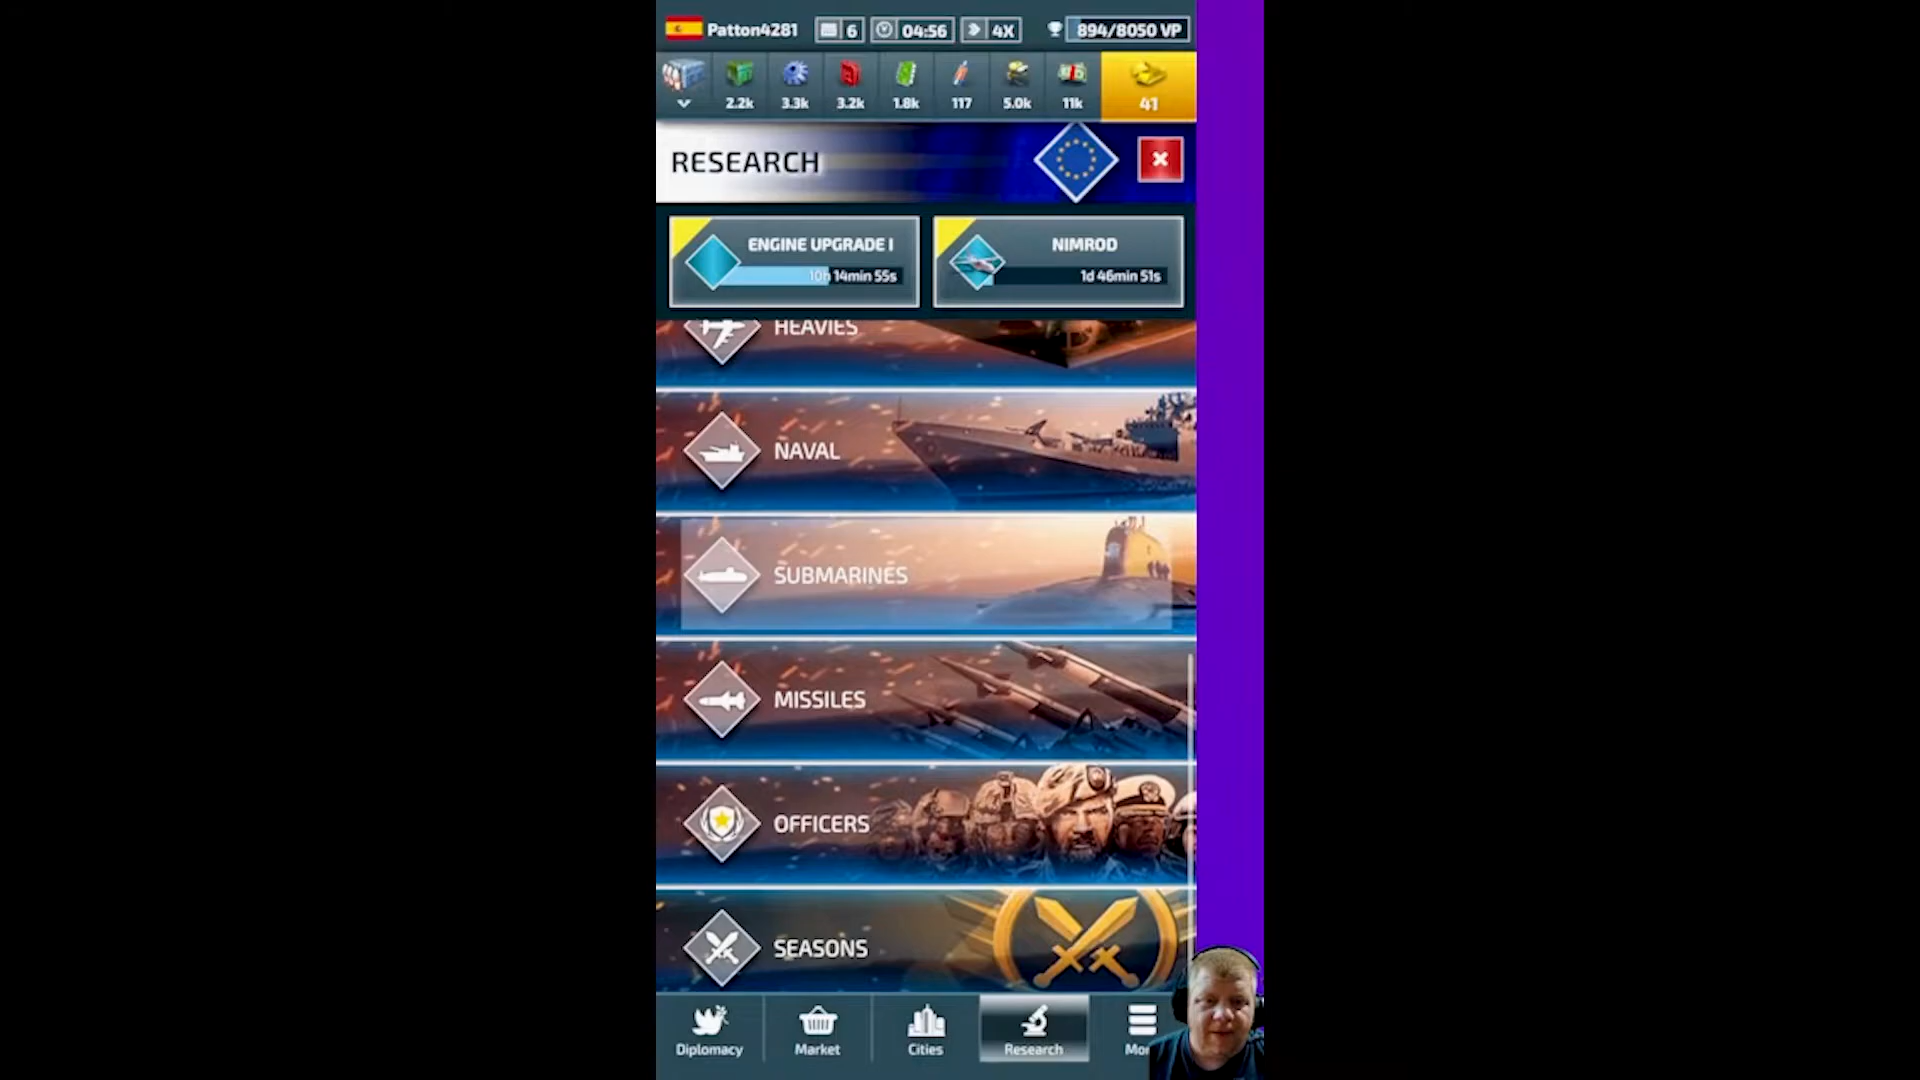 Patton4281 6 04:56 4X 894/8050 VP
2.2k 3.3k 3.2k 1.8k 117 5.0k 11k 41
RESEARCH
ENGINE UPGRADE I
10h 14min 55s
NIMROD
1d 46min 51s
HEAVIES
NAVAL
SUBMARINES
MISSILES
OFFICERS
SEASONS
Diplomacy Market Cities Research